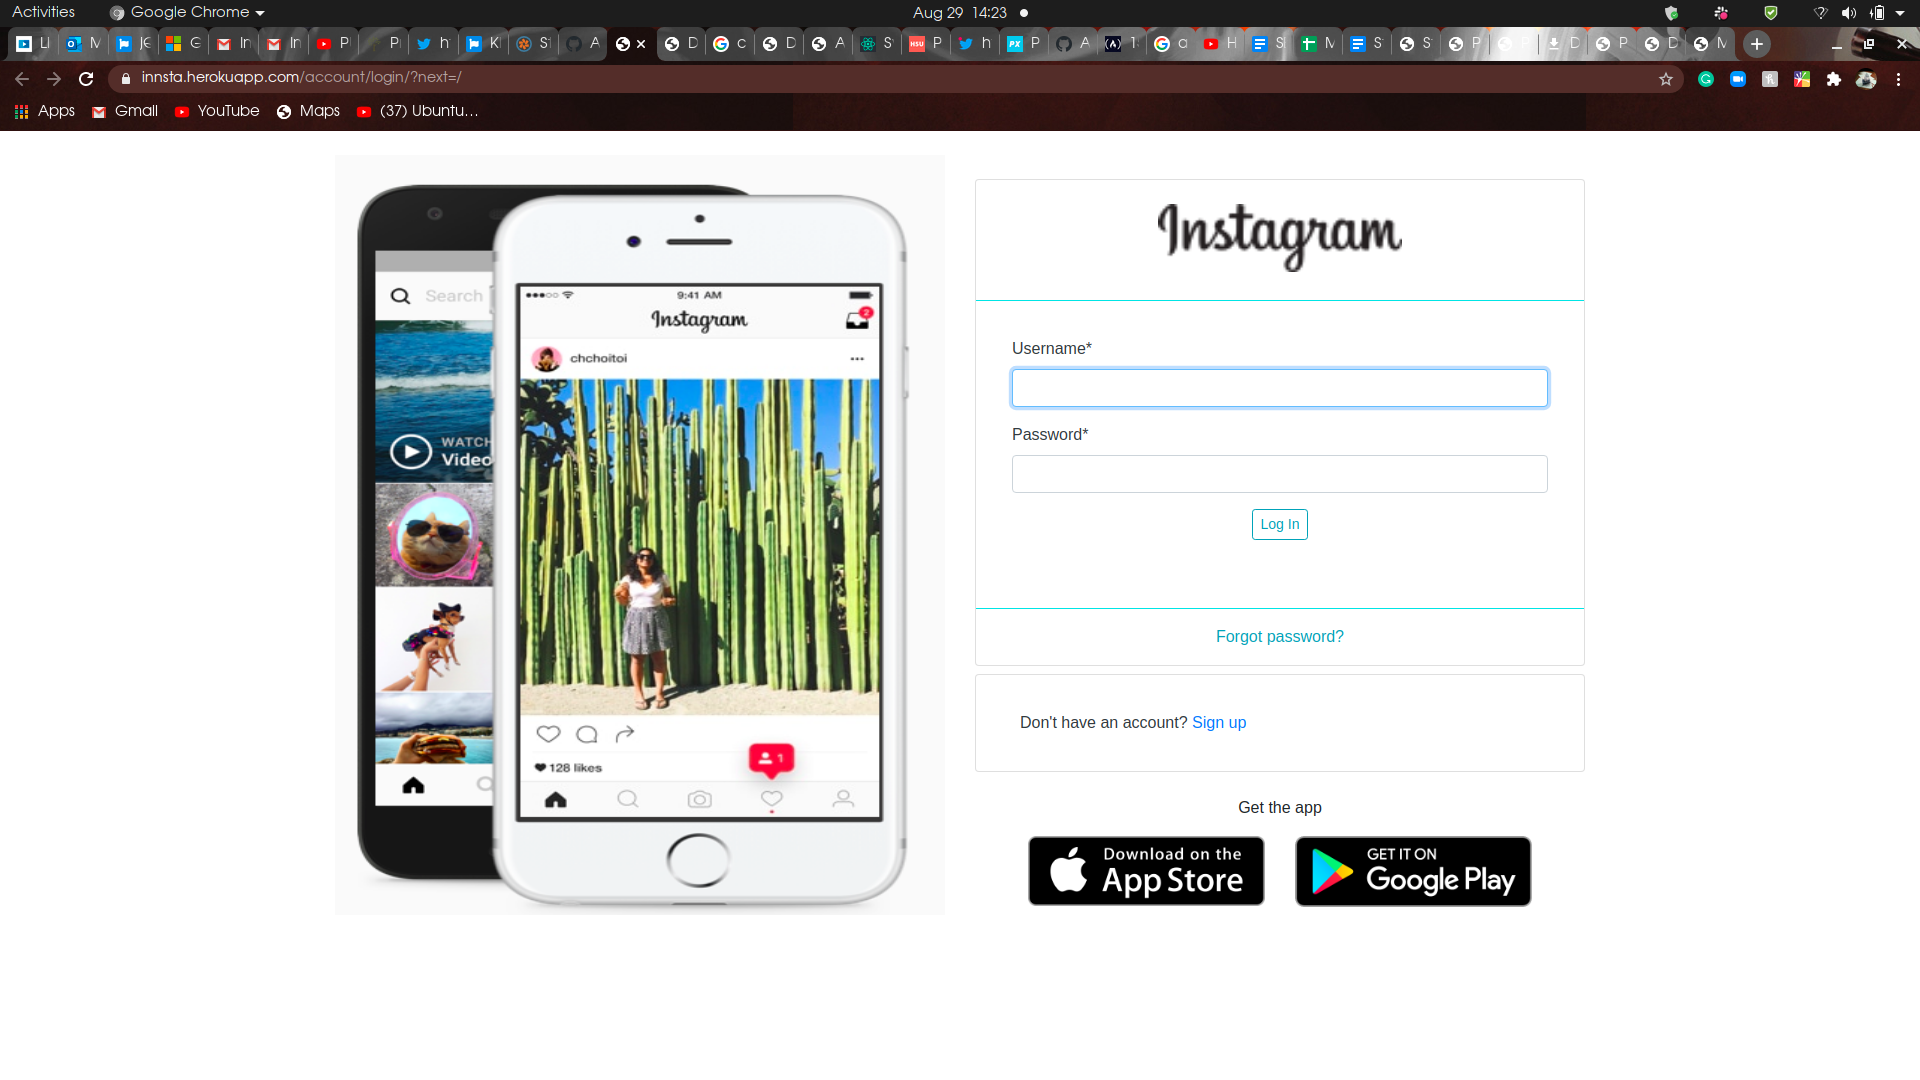 Activities
Google Chrome
Aug 29 14:23
innsta.herokuapp.com/account/login/?next=/
Apps
Gmail
YouTube
Maps
(37) Ubuntu…
Search
WATCH
Video
9:41 AM
Instagram
2
chchoitoi
1
128 likes
Instagram
Username*
Password*
Log In
Forgot password?
Don't have an account? Sign up
Get the app
Download on the
App Store
GET IT ON
Google Play